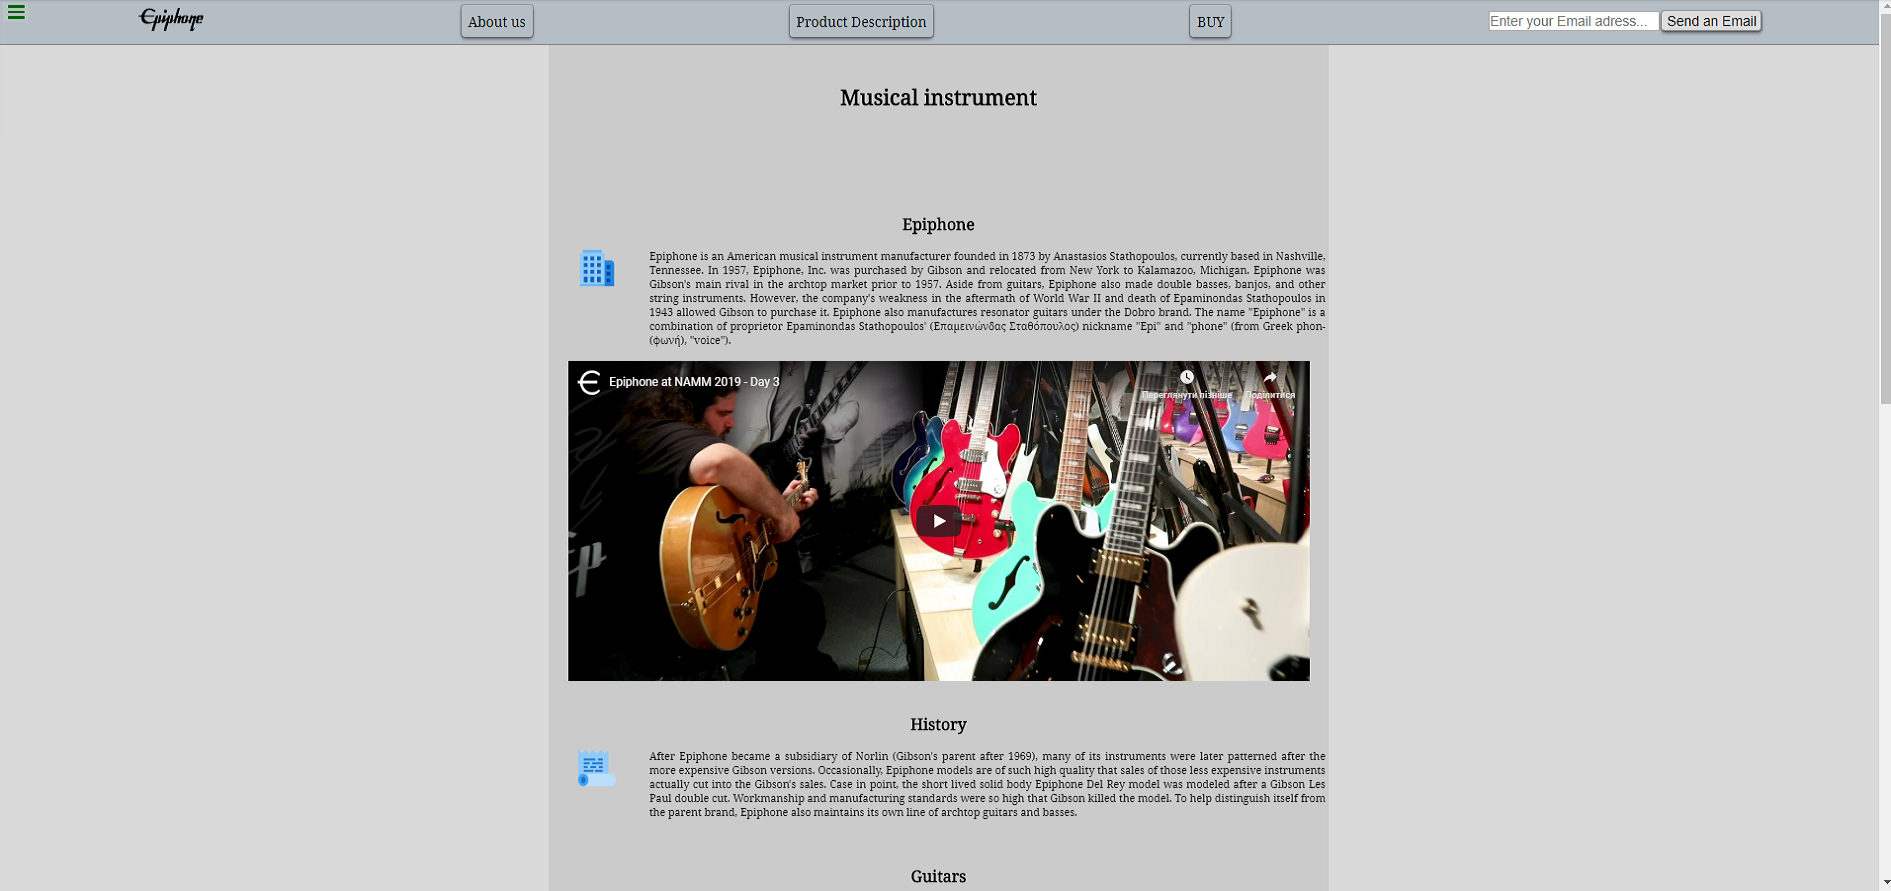 Epiphone
About us
Product Description
BUY
Enter your Email adress...
Send an Email
Musical instrument
Epiphone
Epiphone is an American musical instrument manufacturer founded in 1873 by Anastasios Stathopoulos, currently based in Nashville,
Tennessee. In 1957, Epiphone, Inc. was purchased by Gibson and relocated from New York to Kalamazoo, Michigan. Epiphone was
Gibson's main rival in the archtop market prior to 1957. Aside from guitars, Epiphone also made double basses, banjos, and other
string instruments. However, the company's weakness in the aftermath of World War II and death of Epaminondas Stathopoulos in
1943 allowed Gibson to purchase it. Epiphone also manufactures resonator guitars under the Dobro brand. The name "Epiphone" is a
combination of proprietor Epaminondas Stathopoulos' (Επαμεινώνδας Σταθόπουλος) nickname "Epi" and "phone" (from Greek phon-
(φωνή), "voice").
Epiphone at NAMM 2019 - Day 3
Переглянути пізніше
Поділитися
History
After Epiphone became a subsidiary of Norlin (Gibson's parent after 1969), many of its instruments were later patterned after the
more expensive Gibson versions. Occasionally, Epiphone models are of such high quality that sales of those less expensive instruments
actually cut into the Gibson's sales. Case in point, the short lived solid body Epiphone Del Rey model was modeled after a Gibson Les
Paul double cut. Workmanship and manufacturing standards were so high that Gibson killed the model. To help distinguish itself from
the parent brand, Epiphone also maintains its own line of archtop guitars and basses.
Guitars